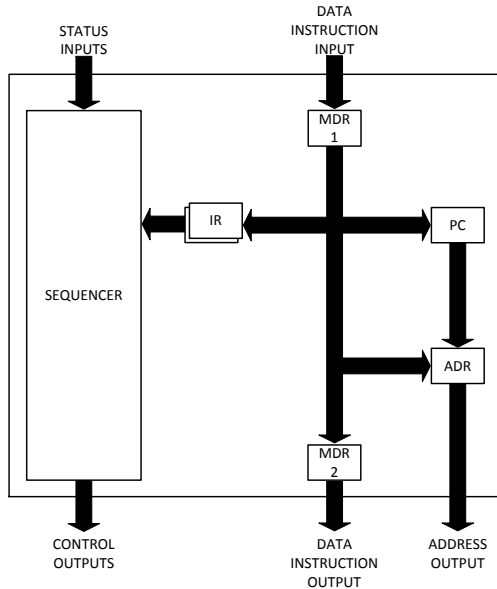 STATUS
INPUTS
DATA
INSTRUCTION
INPUT
MDR
1
IR
PC
SEQUENCER
ADR
MDR
2
CONTROL
OUTPUTS
DATA
INSTRUCTION
OUTPUT
ADDRESS
OUTPUT